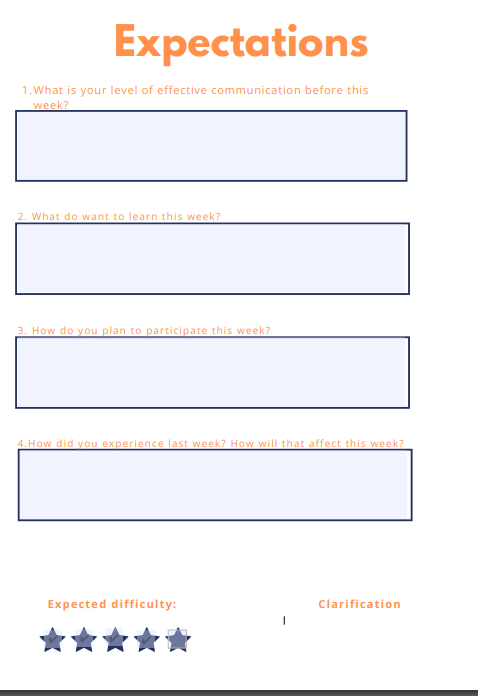 Expectations
1.What is your level of effective communication before this
week?
2. What do want to learn this week?
3. How do you plan to participate this week?
4.How did you experience last week? How will that affect this week?
Expected difficulty:
Clarification